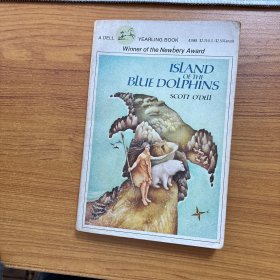 A DELL YEARLING BOOK
Winner of the Newbery Award
ISLAND
OF THE
BLUE DOLPHINS
SCOTT O'DELL